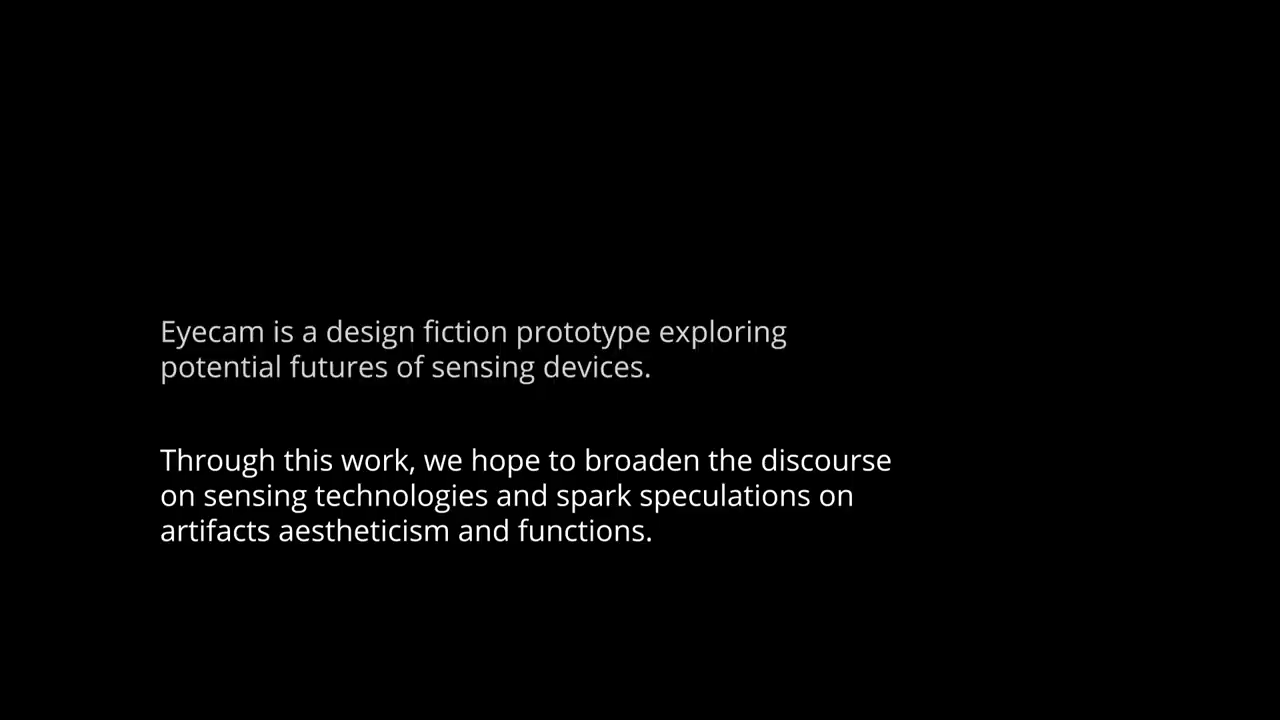 Eyecam is a design fiction prototype exploring
potential futures of sensing devices.
Through this work, we hope to broaden the discourse
on sensing technologies and spark speculations on
artifacts aestheticism and functions.